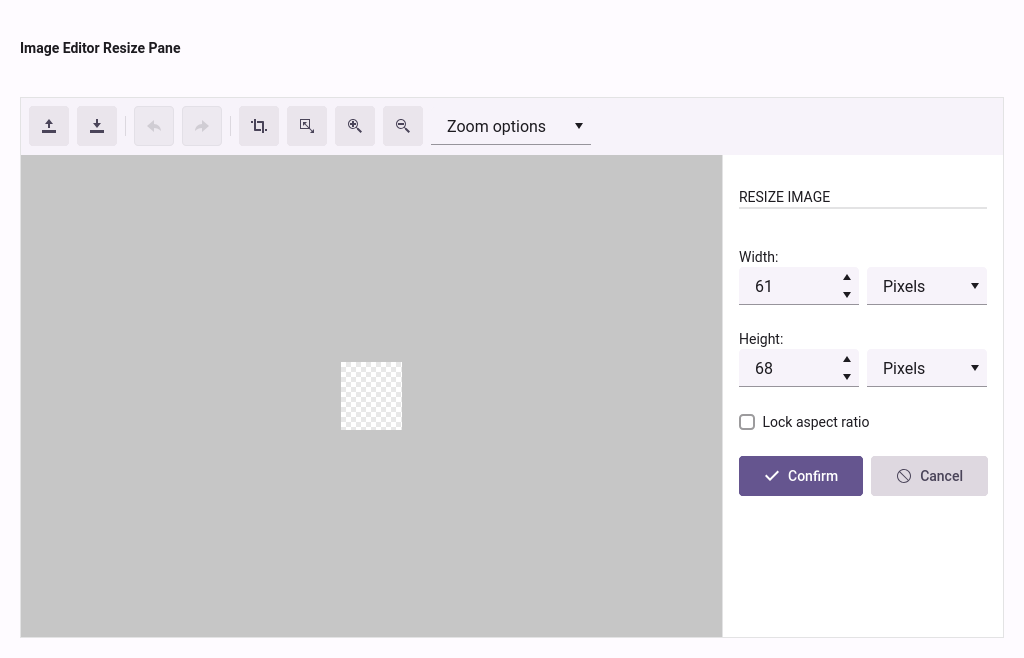 Image Editor Resize Pane
Zoom options
RESIZE IMAGE
Width:
61
Pixels
Height:
68
Pixels
Lock aspect ratio
Confirm
Cancel